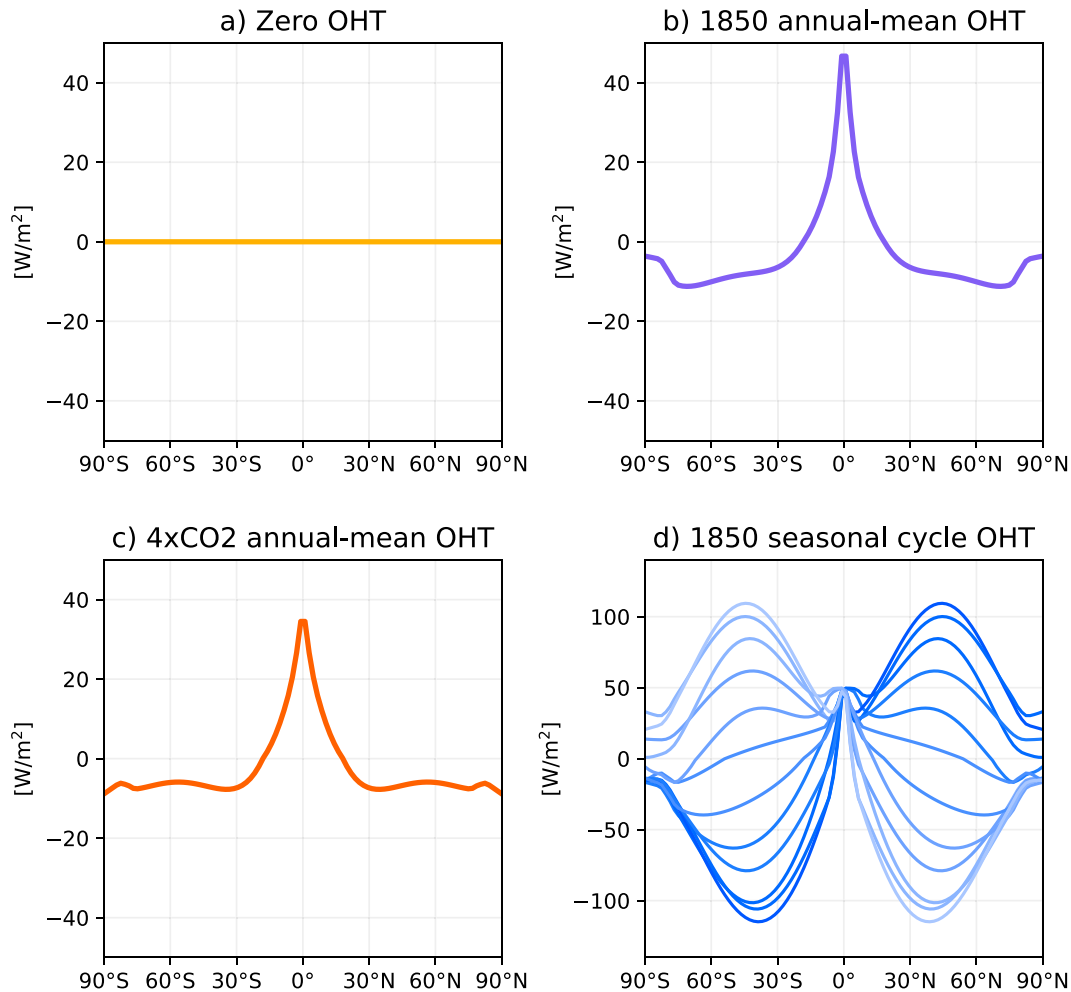 a) Zero OHT
[W/m²]
40
20
0
−20
−40
90°S 60°S 30°S 0° 30°N 60°N 90°N
b) 1850 annual-mean OHT
[W/m²]
40
20
0
−20
−40
90°S 60°S 30°S 0° 30°N 60°N 90°N
c) 4xCO2 annual-mean OHT
[W/m²]
40
20
0
−20
−40
90°S 60°S 30°S 0° 30°N 60°N 90°N
d) 1850 seasonal cycle OHT
[W/m²]
100
50
0
−50
−100
90°S 60°S 30°S 0° 30°N 60°N 90°N